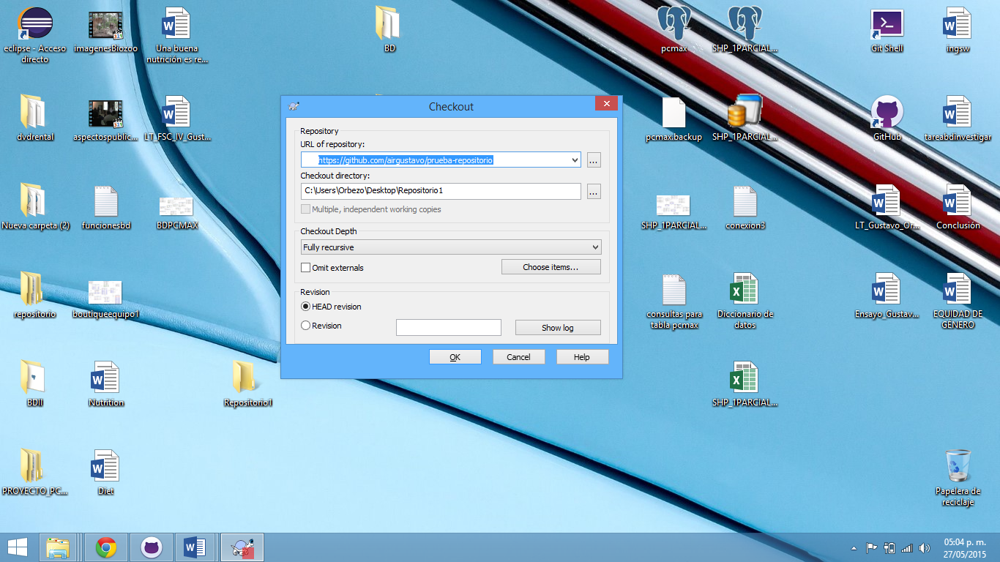 eclipse - Acceso
directo
imagenesBiozoo
Una buena
nutrición es re...
BD
pcmax
SHP_1PARCIAL...
Git Shell
ingsw
dvdrental
aspectospublic...
LT_FSC_IV_Gust...
pcmax.backup
SHP_1PARCIAL...
GitHub
tareabdinvestigar
Nueva carpeta (2)
funcionesbd
BDPCMAX
SHP_1PARCIAL...
conexion3
LT_Gustavo_Or...
Conclusión
repositorio
boutiqueequipo1
consultas para
tabla pcmax
Diccionario de
datos
Ensayo_Gustav...
EQUIDAD DE
GÉNERO
BDII
Nutrition
Repositorio1
SHP_1PARCIAL...
PROYECTO_PC...
Diet
Papelera de
reciclaje
Checkout
Repository
URL of repository:
https://github.com/airgustavo/prueba-repositorio
...
Checkout directory:
C:\Users\Orbezo\Desktop\Repositorio1
...
Multiple, independent working copies
Checkout Depth
Fully recursive
Omit externals
Choose items...
Revision
HEAD revision
Revision
Show log
OK
Cancel
Help
05:04 p. m.
27/05/2015